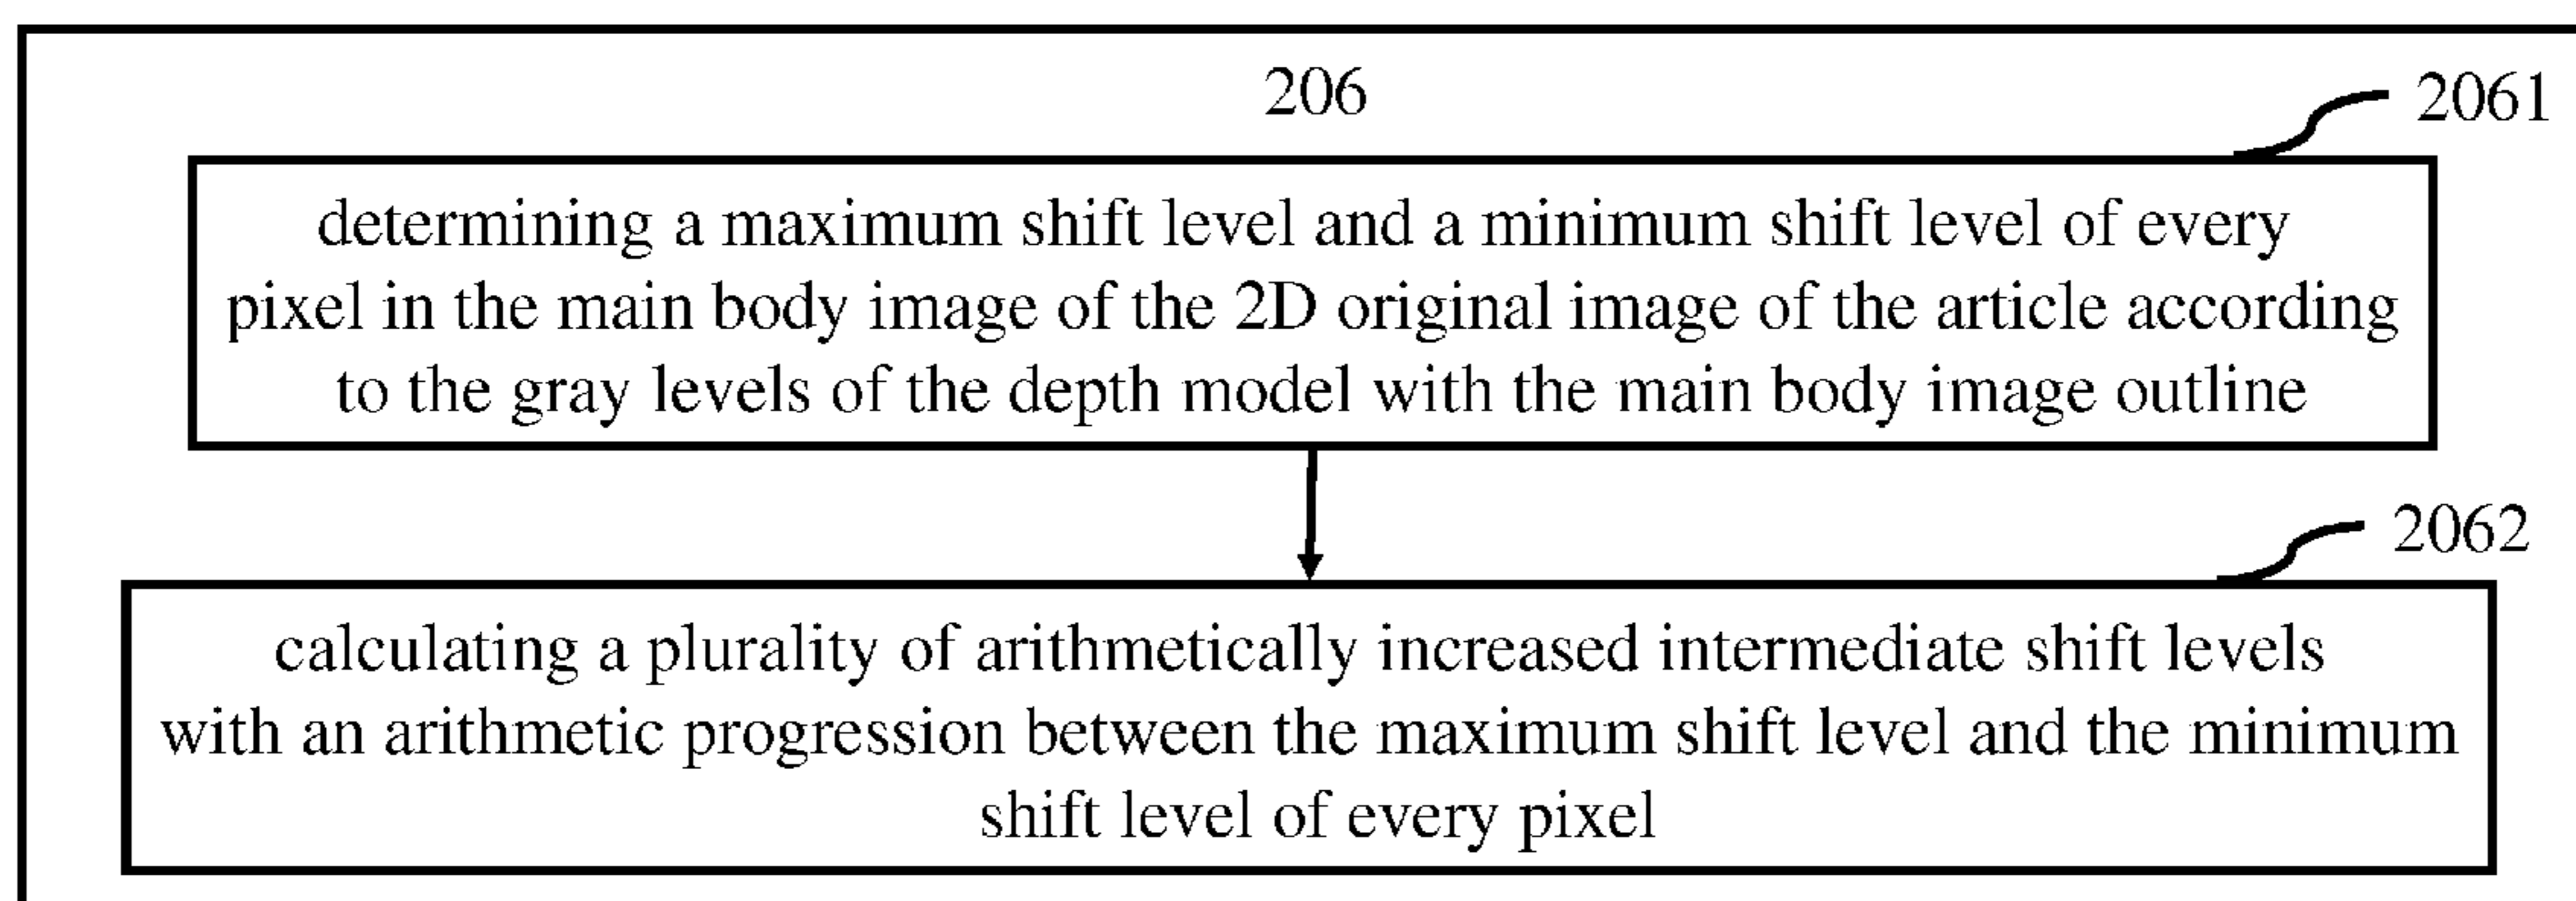 206
2061
determining a maximum shift level and a minimum shift level of every
pixel in the main body image of the 2D original image of the article according
to the gray levels of the depth model with the main body image outline
2062
calculating a plurality of arithmetically increased intermediate shift levels
with an arithmetic progression between the maximum shift level and the minimum
shift level of every pixel